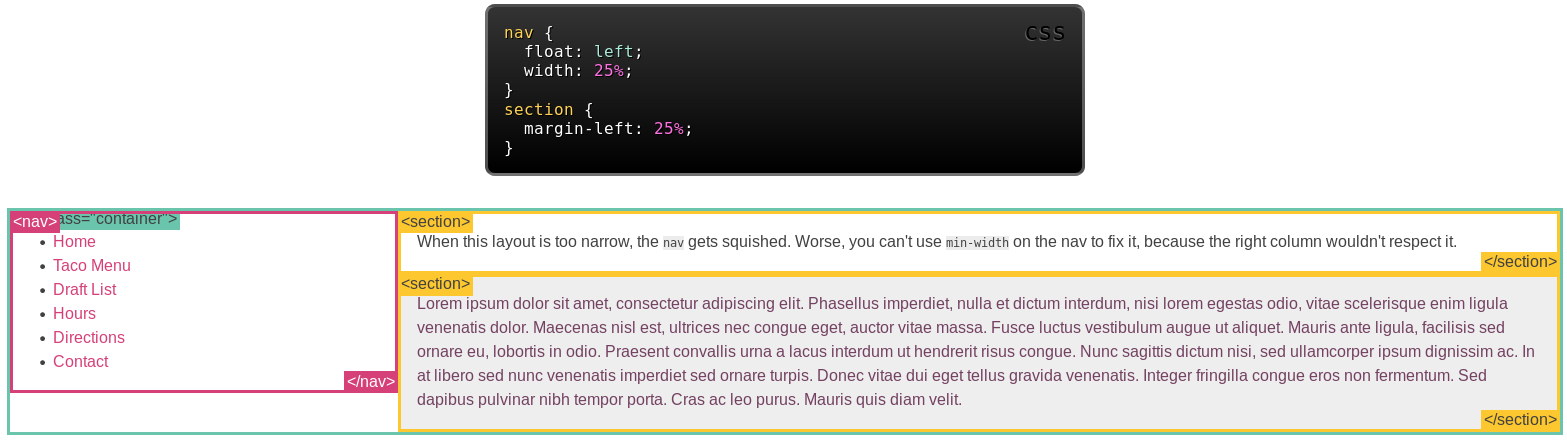 CSS
nav {
  float: left;
  width: 25%;
}
section {
  margin-left: 25%;
}
<nav>
ass="container">
Home
Taco Menu
Draft List
Hours
Directions
Contact
</nav>
<section>
When this layout is too narrow, the nav gets squished. Worse, you can't use min-width on the nav to fix it, because the right column wouldn't respect it.
</section>
<section>
Lorem ipsum dolor sit amet, consectetur adipiscing elit. Phasellus imperdiet, nulla et dictum interdum, nisi lorem egestas odio, vitae scelerisque enim ligula
venenatis dolor. Maecenas nisl est, ultrices nec congue eget, auctor vitae massa. Fusce luctus vestibulum augue ut aliquet. Mauris ante ligula, facilisis sed
ornare eu, lobortis in odio. Praesent convallis urna a lacus interdum ut hendrerit risus congue. Nunc sagittis dictum nisi, sed ullamcorper ipsum dignissim ac. In
at libero sed nunc venenatis imperdiet sed ornare turpis. Donec vitae dui eget tellus gravida venenatis. Integer fringilla congue eros non fermentum. Sed
dapibus pulvinar nibh tempor porta. Cras ac leo purus. Mauris quis diam velit.
</section>